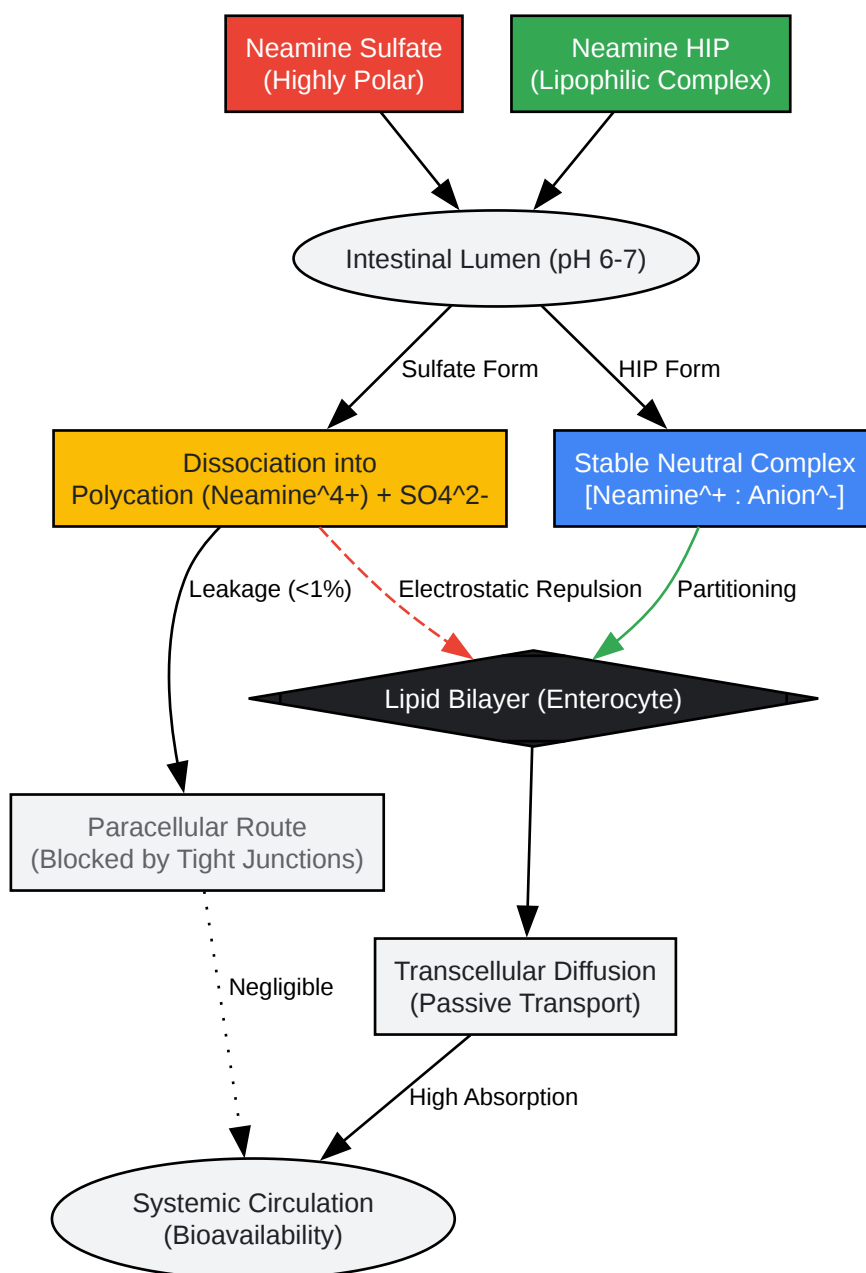 Neamine Sulfate
(Highly Polar)
Neamine HIP
(Lipophilic Complex)
Intestinal Lumen (pH 6-7)
Sulfate Form
HIP Form
Dissociation into
Polycation (Neamine^4+) + SO4^2-
Stable Neutral Complex
[Neamine^+ : Anion^-]
Leakage (<1%)
Electrostatic Repulsion
Partitioning
Lipid Bilayer (Enterocyte)
Paracellular Route
(Blocked by Tight Junctions)
Transcellular Diffusion
(Passive Transport)
Negligible
High Absorption
Systemic Circulation
(Bioavailability)